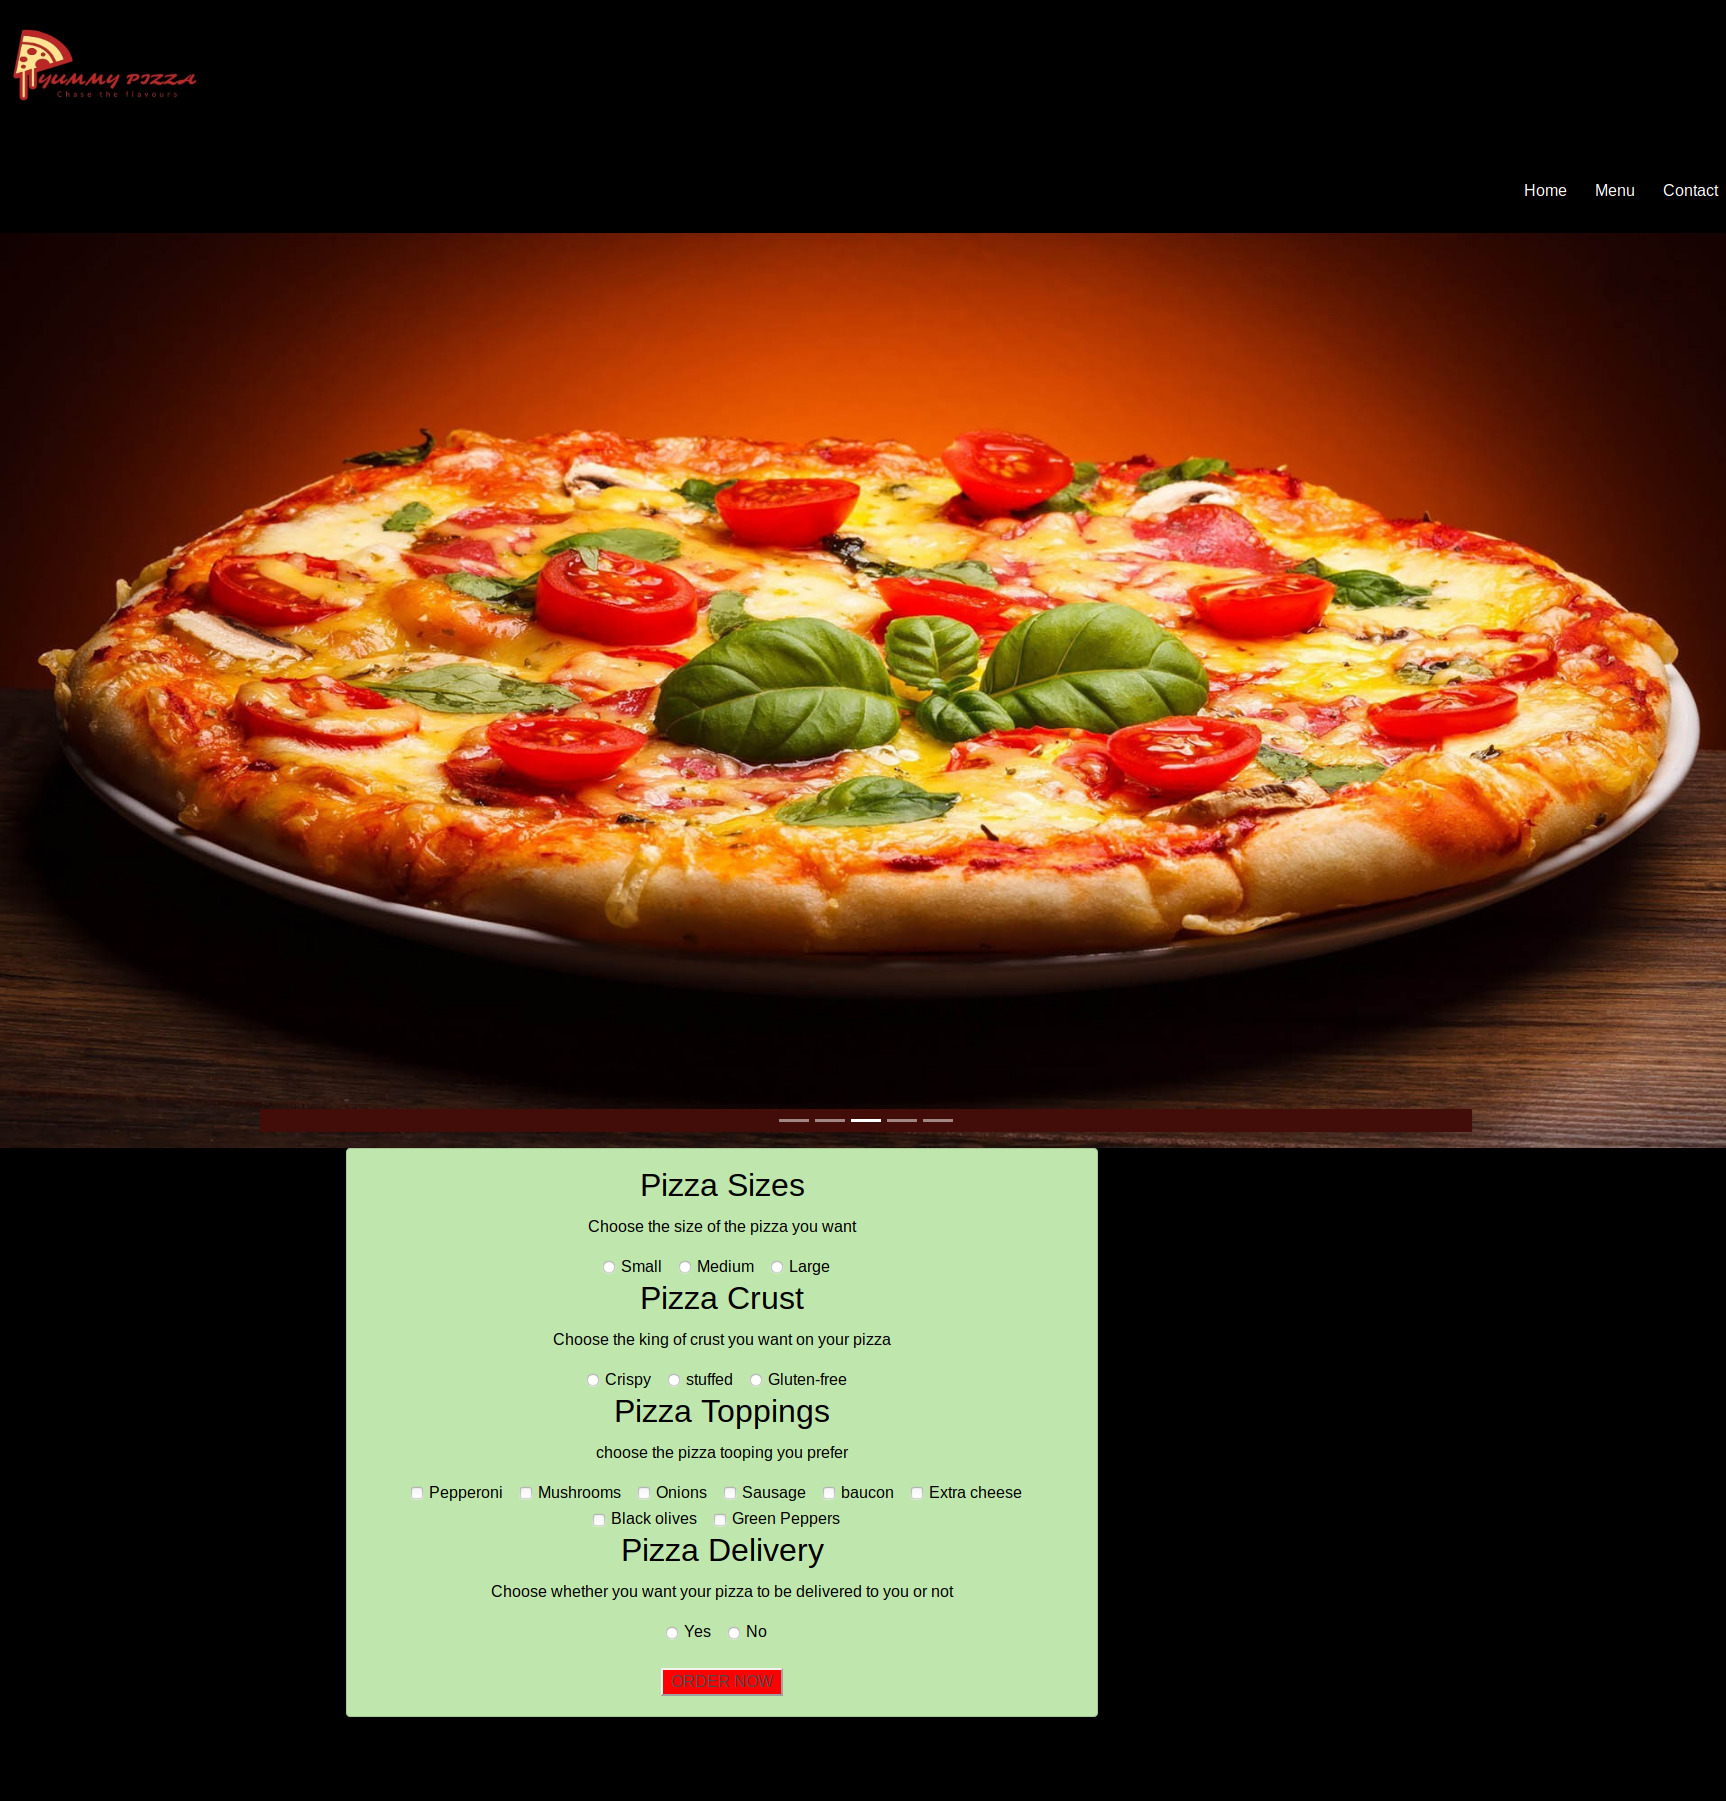 YUMMY PIZZA
Chase the flavours
Home Menu Contact
Pizza Sizes
Choose the size of the pizza you want
Small Medium Large
Pizza Crust
Choose the king of crust you want on your pizza
Crispy stuffed Gluten-free
Pizza Toppings
choose the pizza tooping you prefer
Pepperoni Mushrooms Onions Sausage baucon Extra cheese
Black olives Green Peppers
Pizza Delivery
Choose whether you want your pizza to be delivered to you or not
Yes No
ORDER NOW